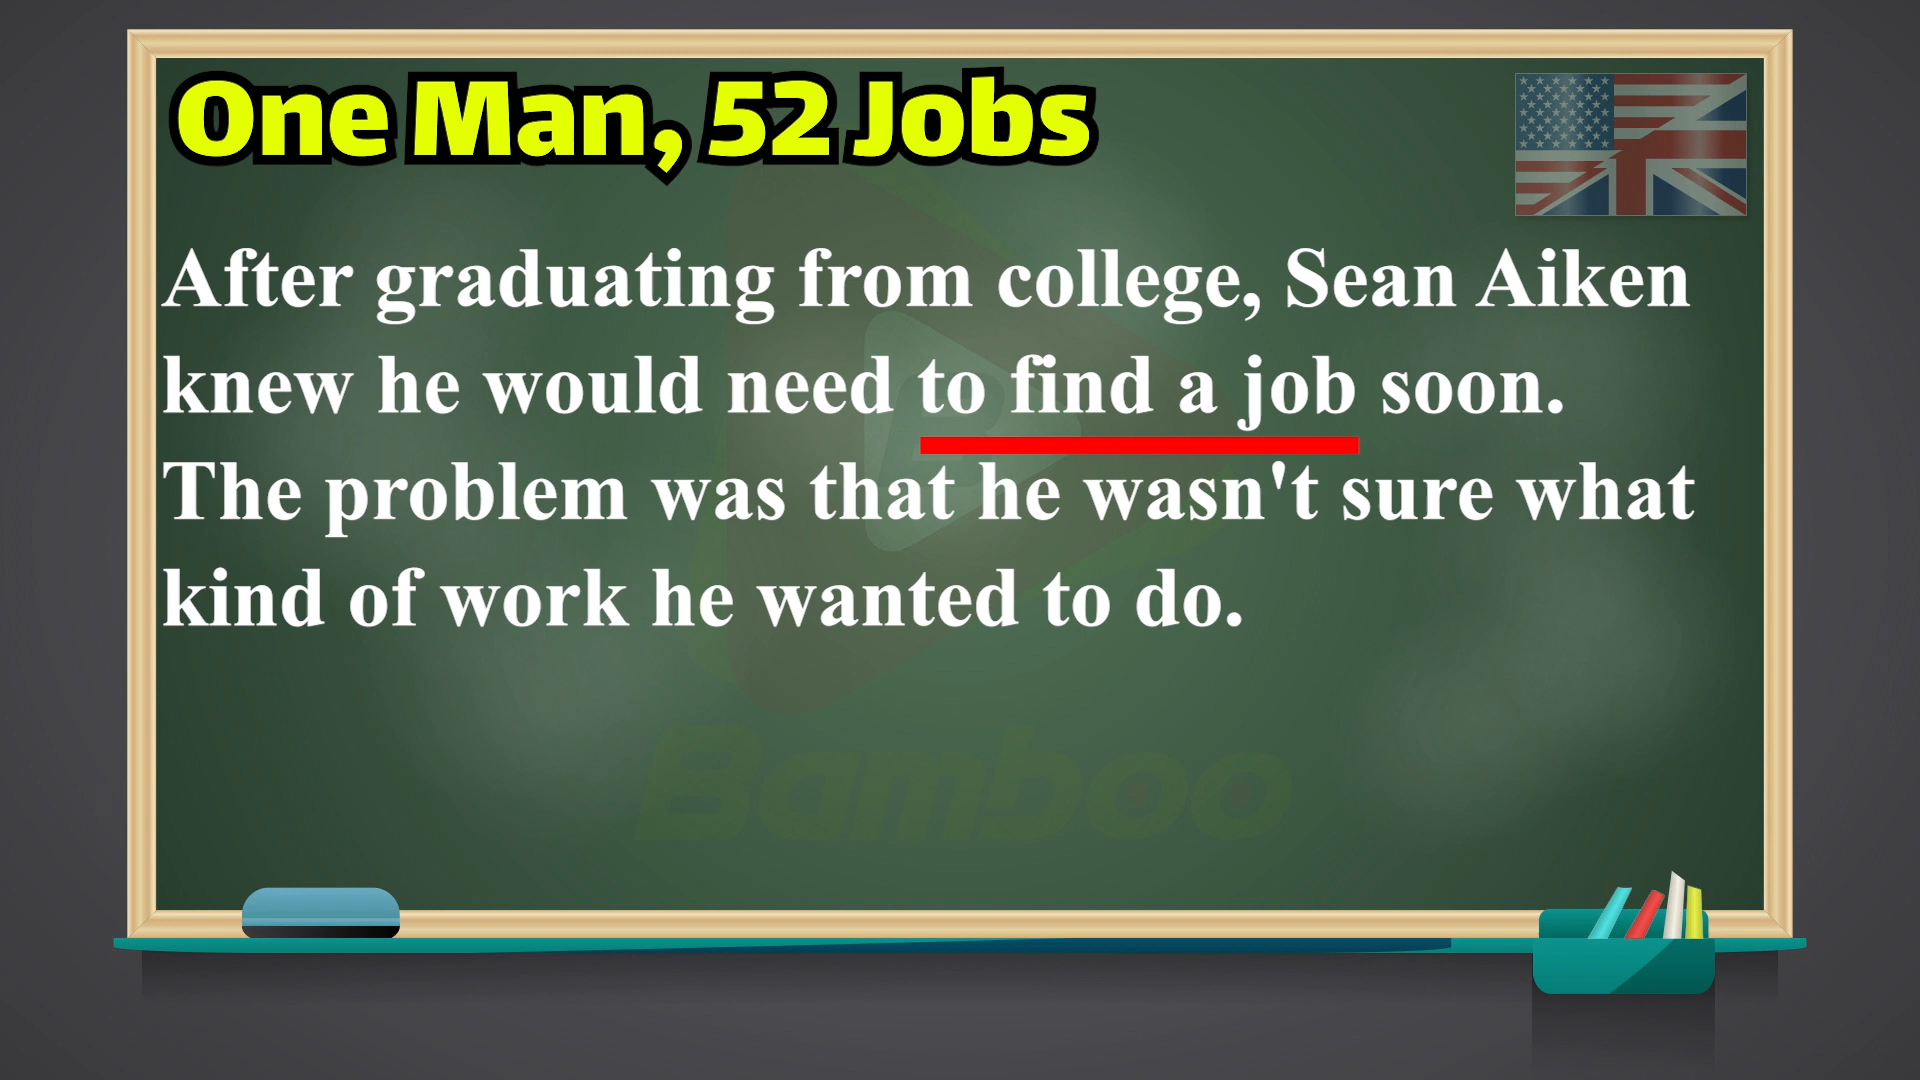 One Man, 52 Jobs
After graduating from college, Sean Aiken
knew he would need to find a job soon.
The problem was that he wasn't sure what
kind of work he wanted to do.
Bamboo